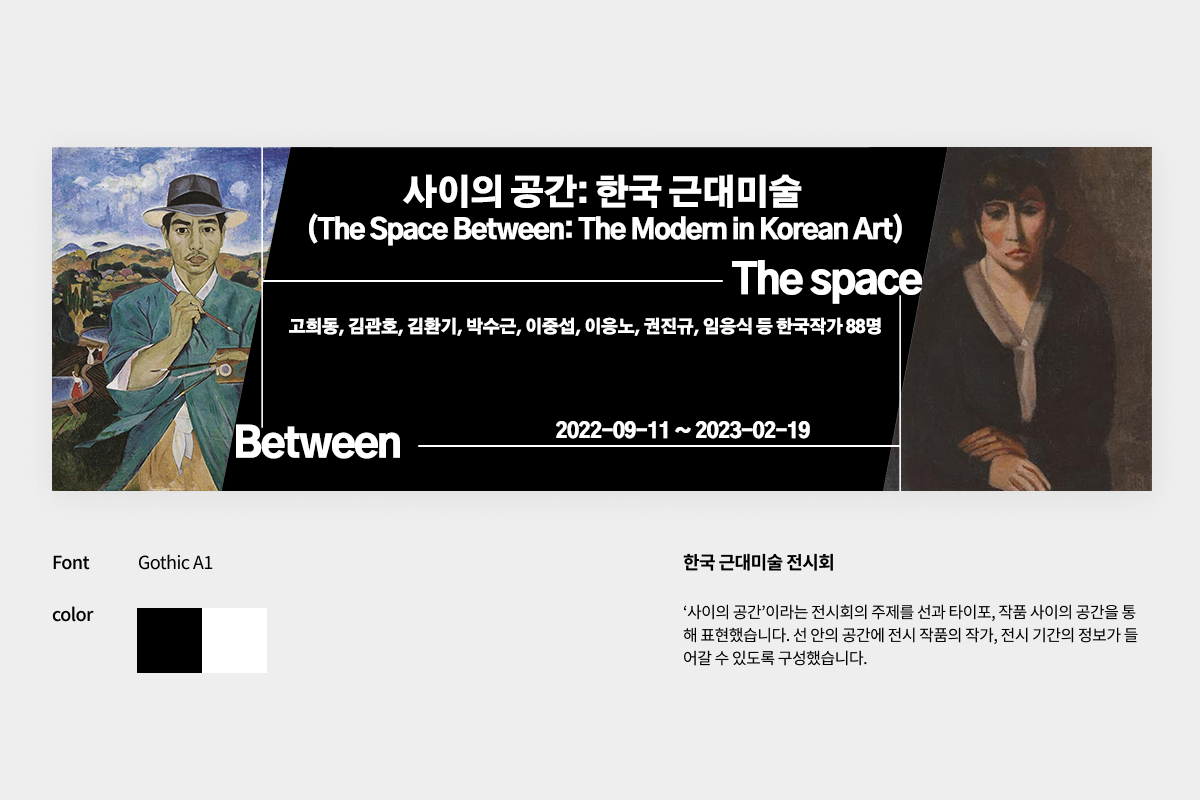 사이의 공간: 한국 근대미술
(The Space Between: The Modern in Korean Art)
The space
고희동, 김관호, 김환기, 박수근, 이중섭, 이응노, 권진규, 임응식 등 한국작가 88명
2022-09-11 ~ 2023-02-19
Between
Font
Gothic A1
color
한국 근대미술 전시회
‘사이의 공간’이라는 전시회의 주제를 선과 타이포, 작품 사이의 공간을 통
해 표현했습니다. 선 안의 공간에 전시 작품의 작가, 전시 기간의 정보가 들
어갈 수 있도록 구성했습니다.